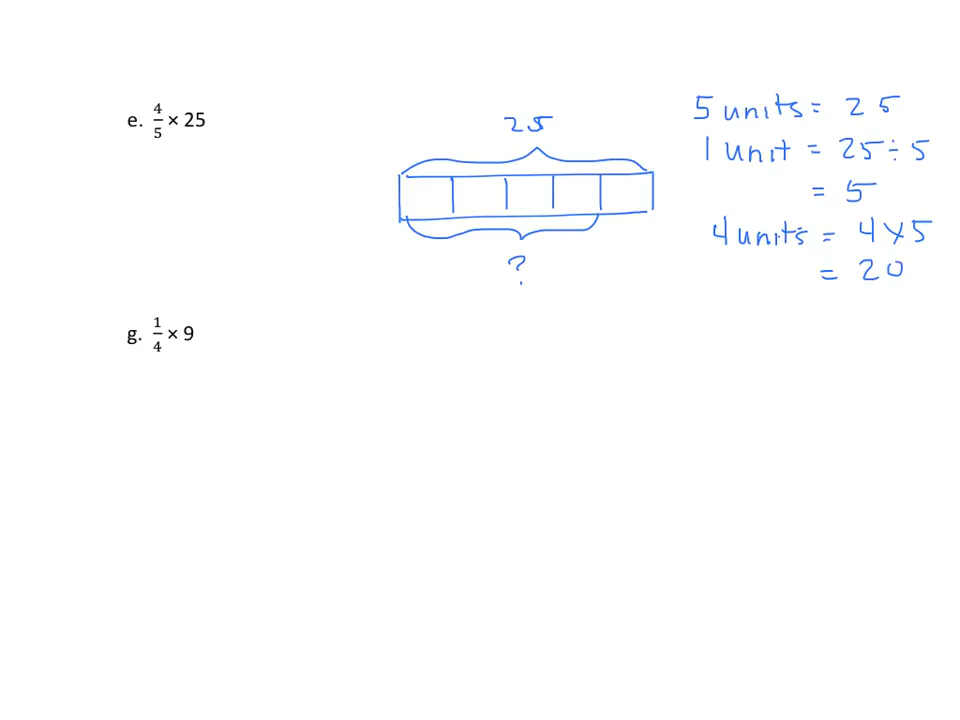 e. 4/5 × 25
25
?
5 units = 25
1 unit = 25 ÷ 5
= 5
4 units = 4 × 5
= 20
g. 1/4 × 9